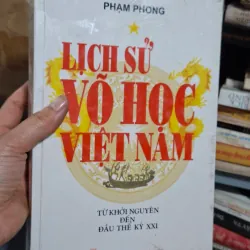 PHẠM PHONG
LỊCH SỬ
VÕ HỌC
VIỆT NAM
TỪ KHỞI NGUYÊN
ĐẾN
ĐẦU THẾ KỶ XXI